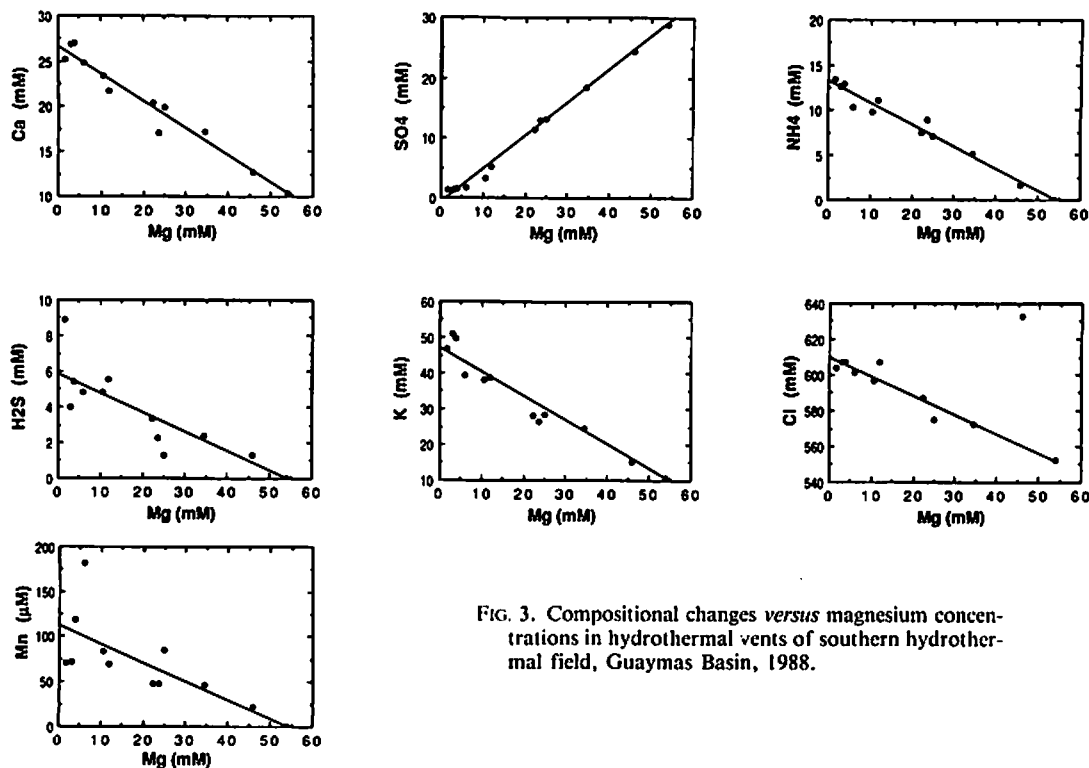 30
25
20
15
10
Ca (mM)
0 10 20 30 40 50 60
Mg (mM)
30
20
10
0
SO4 (mM)
0 10 20 30 40 50 60
Mg (mM)
20
15
10
5
0
NH4 (mM)
0 10 20 30 40 50 60
Mg (mM)
10
8
6
4
2
0
H2S (mM)
0 10 20 30 40 50 60
Mg (mM)
60
50
40
30
20
10
K (mM)
0 10 20 30 40 50 60
Mg (mM)
640
620
600
580
560
540
Cl (mM)
0 10 20 30 40 50 60
Mg (mM)
200
150
100
50
0
Mn (μM)
0 10 20 30 40 50 60
Mg (mM)
FIG. 3. Compositional changes versus magnesium concen-
trations in hydrothermal vents of southern hydrother-
mal field, Guaymas Basin, 1988.